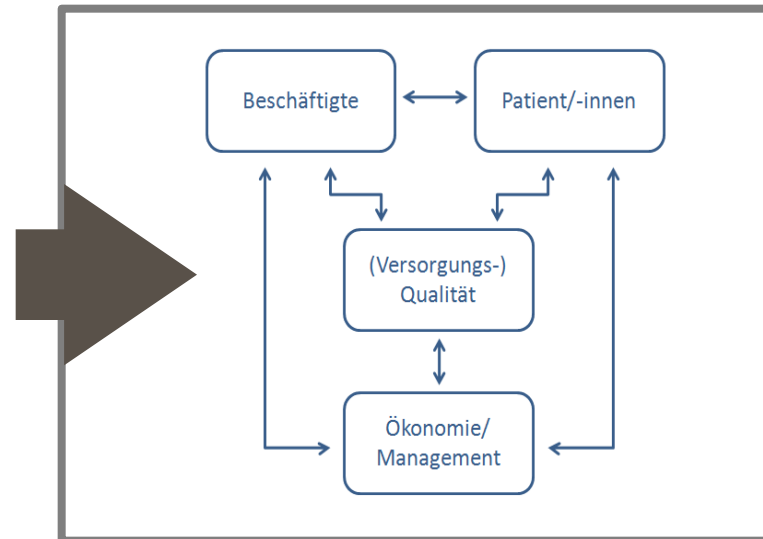 Beschäftigte
Patient/-innen
(Versorgungs-)
Qualität
Ökonomie/
Management